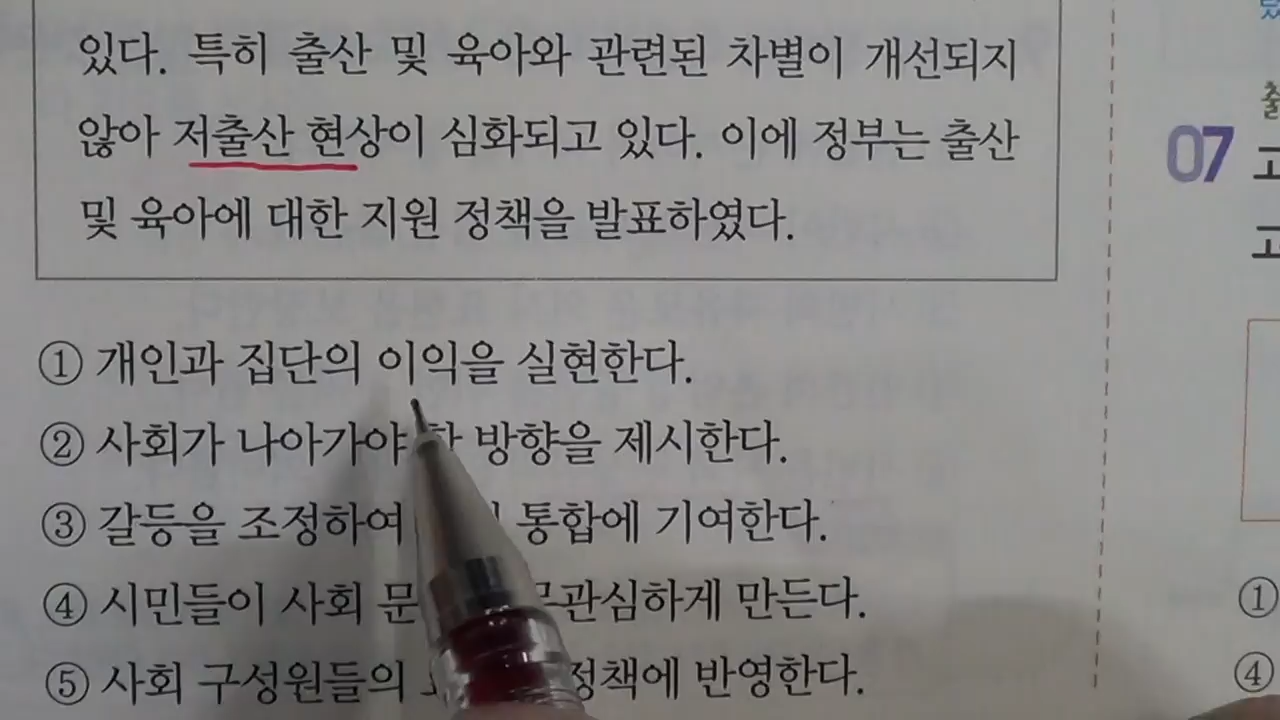 있다. 특히 출산 및 육아와 관련된 차별이 개선되지
않아 저출산 현상이 심화되고 있다. 이에 정부는 출산
및 육아에 대한 지원 정책을 발표하였다.
① 개인과 집단의 이익을 실현한다.
② 사회가 나아가야 할 방향을 제시한다.
③ 갈등을 조정하여 통합에 기여한다.
④ 시민들이 사회 무관심하게 만든다.
⑤ 사회 구성원들의 정책에 반영한다.
07
고
고
①
④